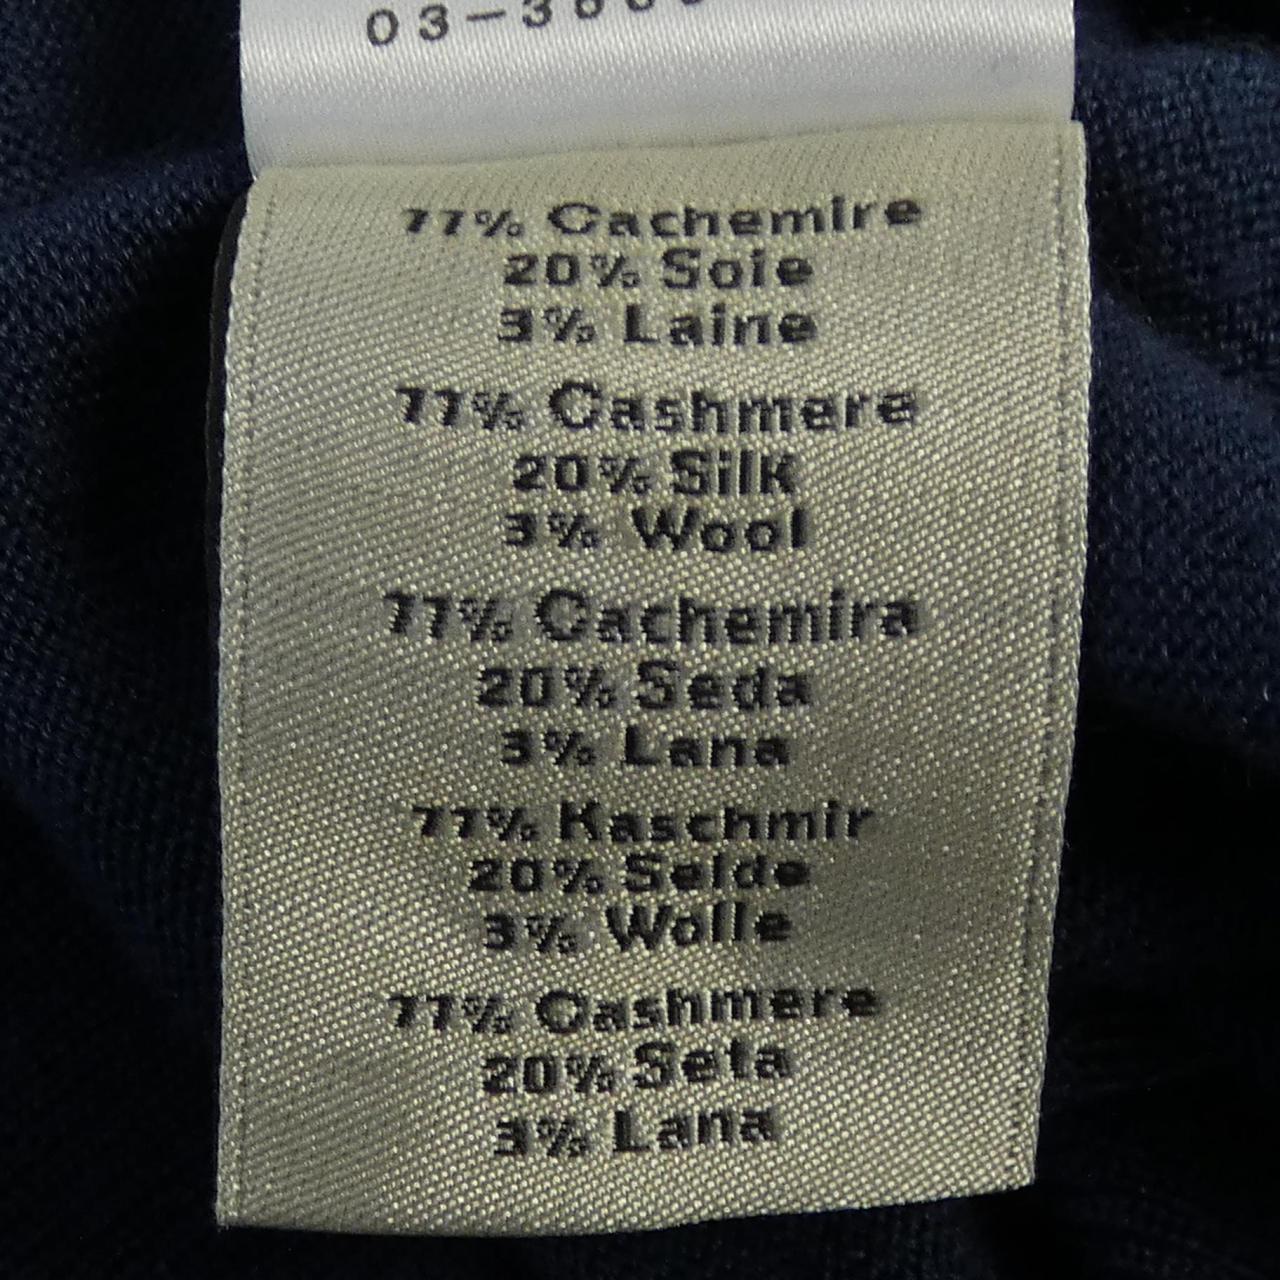 77% Cachemire
20% Soie
3% Laine
77% Cashmere
20% Silk
3% Wool
77% Cachemira
20% Seda
3% Lana
77% Kaschmir
20% Seide
3% Wolle
77% Cashmere
20% Seta
3% Lana